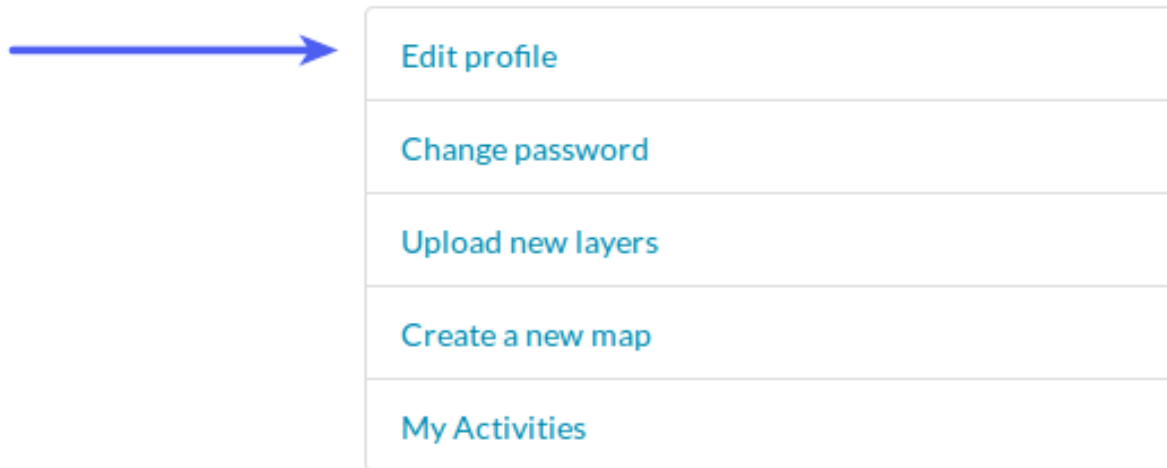 Edit profile
Change password
Upload new layers
Create a new map
My Activities